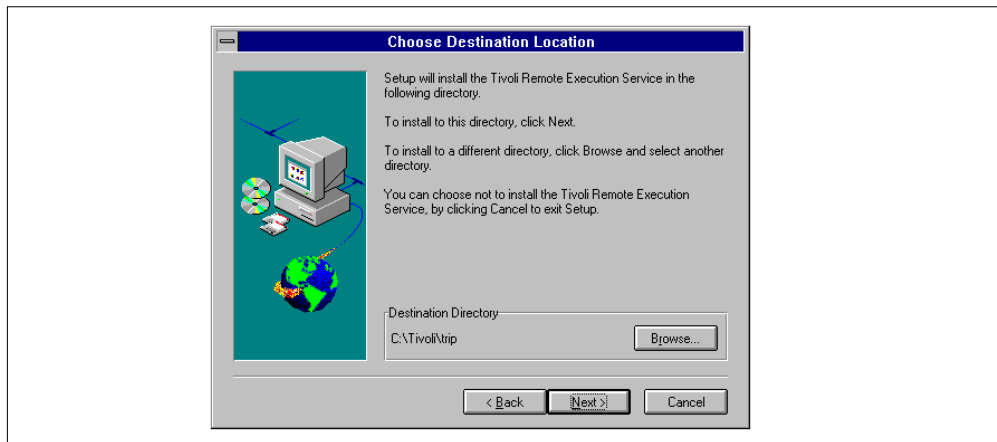 Choose Destination Location
Setup will install the Tivoli Remote Execution Service in the
following directory.
To install to this directory, click Next.
To install to a different directory, click Browse and select another
directory.
You can choose not to install the Tivoli Remote Execution
Service, by clicking Cancel to exit Setup.
Destination Directory
C:\Tivoli\trip
Browse...
< Back
Next >
Cancel